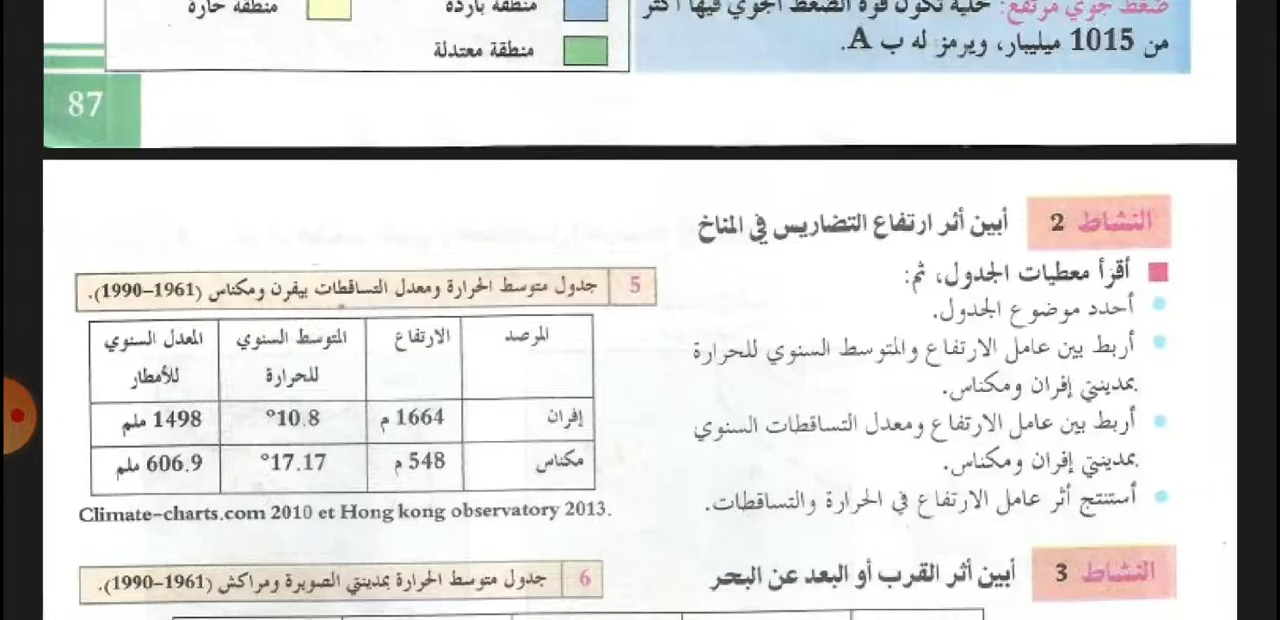 ضغط جوي مرتفع: خلية تكون قوة الضغط الجوي فيها أكثر
من 1015 ميليبار، ويرمز له ب A.
منطقة باردة
منطقة حارة
منطقة معتدلة
87
النشاط 2 أبين أثر ارتفاع التضاريس في المناخ
أقرأ معطيات الجدول، ثم:
أحدد موضوع الجدول.
أربط بين عامل الارتفاع والمتوسط السنوي للحرارة
بمدينتي إفران ومكناس.
أربط بين عامل الارتفاع ومعدل التساقطات السنوي
بمدينتي إفران ومكناس.
أستنتج أثر عامل الارتفاع في الحرارة والتساقطات.
5 جدول متوسط الحرارة ومعدل التساقطات بيفرن ومكناس (1961–1990).
المرصد الارتفاع المتوسط السنوي المعدل السنوي
للحرارة للأمطار
إفران 1664 م 10.8° 1498 ملم
مكناس 548 م 17.17° 606.9 ملم
Climate-charts.com 2010 et Hong kong observatory 2013.
النشاط 3 أبين أثر القرب أو البعد عن البحر
6 جدول متوسط الحرارة بمدينتي الصويرة ومراكش (1961–1990).